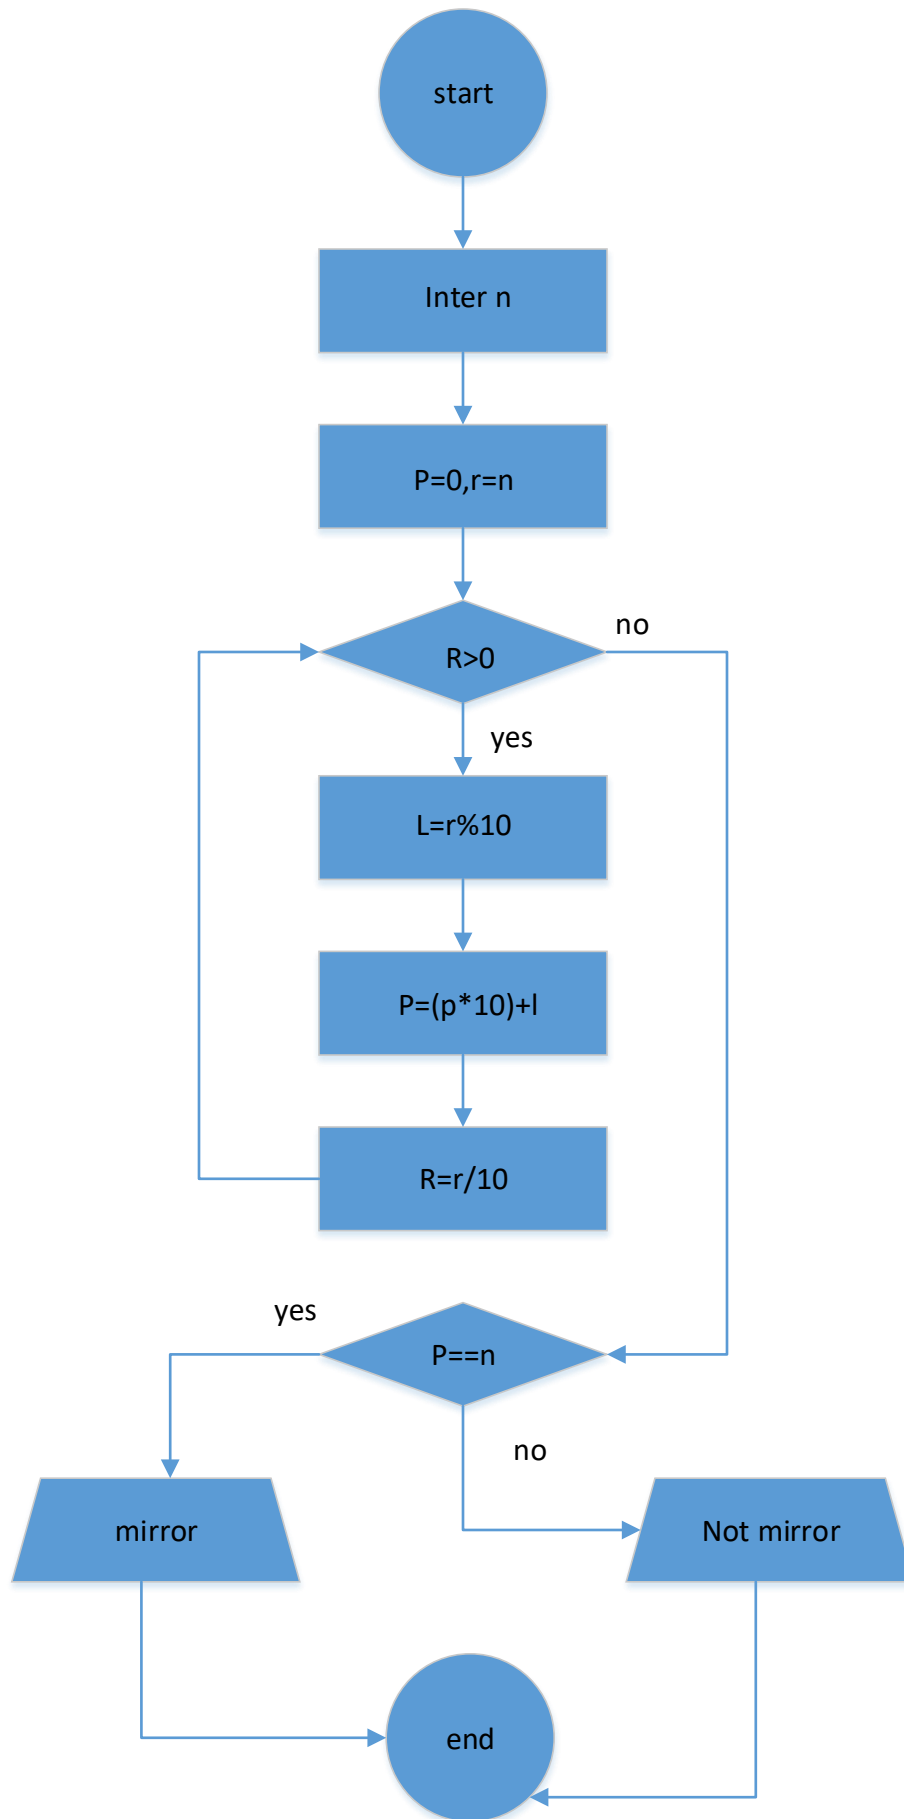 start
Inter n
P=0,r=n
R>0
no
yes
L=r%10
P=(p*10)+l
R=r/10
yes
P==n
no
mirror
Not mirror
end